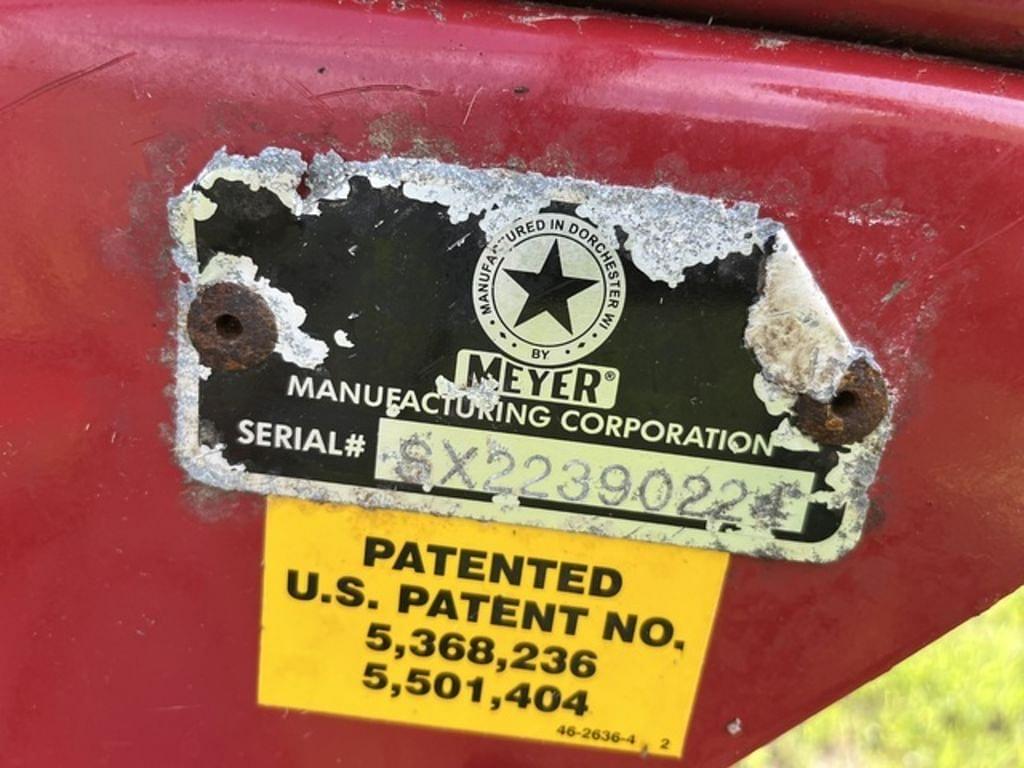 MANUFACTURED IN DORCHESTER WI
BY
MEYER®
MANUFACTURING CORPORATION
SERIAL#
PATENTED
U.S. PATENT NO.
5,368,236
5,501,404
46-2636-4 2